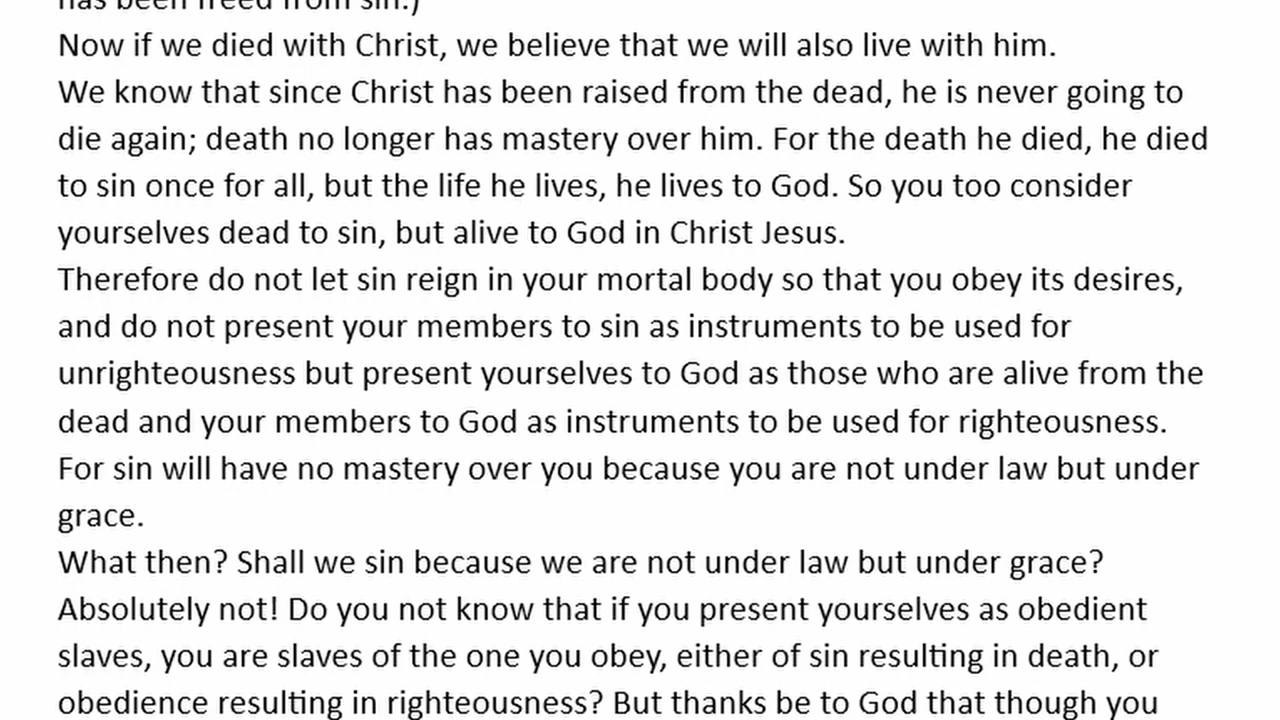 has been freed from sin.)
Now if we died with Christ, we believe that we will also live with him.
We know that since Christ has been raised from the dead, he is never going to
die again; death no longer has mastery over him. For the death he died, he died
to sin once for all, but the life he lives, he lives to God. So you too consider
yourselves dead to sin, but alive to God in Christ Jesus.
Therefore do not let sin reign in your mortal body so that you obey its desires,
and do not present your members to sin as instruments to be used for
unrighteousness but present yourselves to God as those who are alive from the
dead and your members to God as instruments to be used for righteousness.
For sin will have no mastery over you because you are not under law but under
grace.
What then? Shall we sin because we are not under law but under grace?
Absolutely not! Do you not know that if you present yourselves as obedient
slaves, you are slaves of the one you obey, either of sin resulting in death, or
obedience resulting in righteousness? But thanks be to God that though you